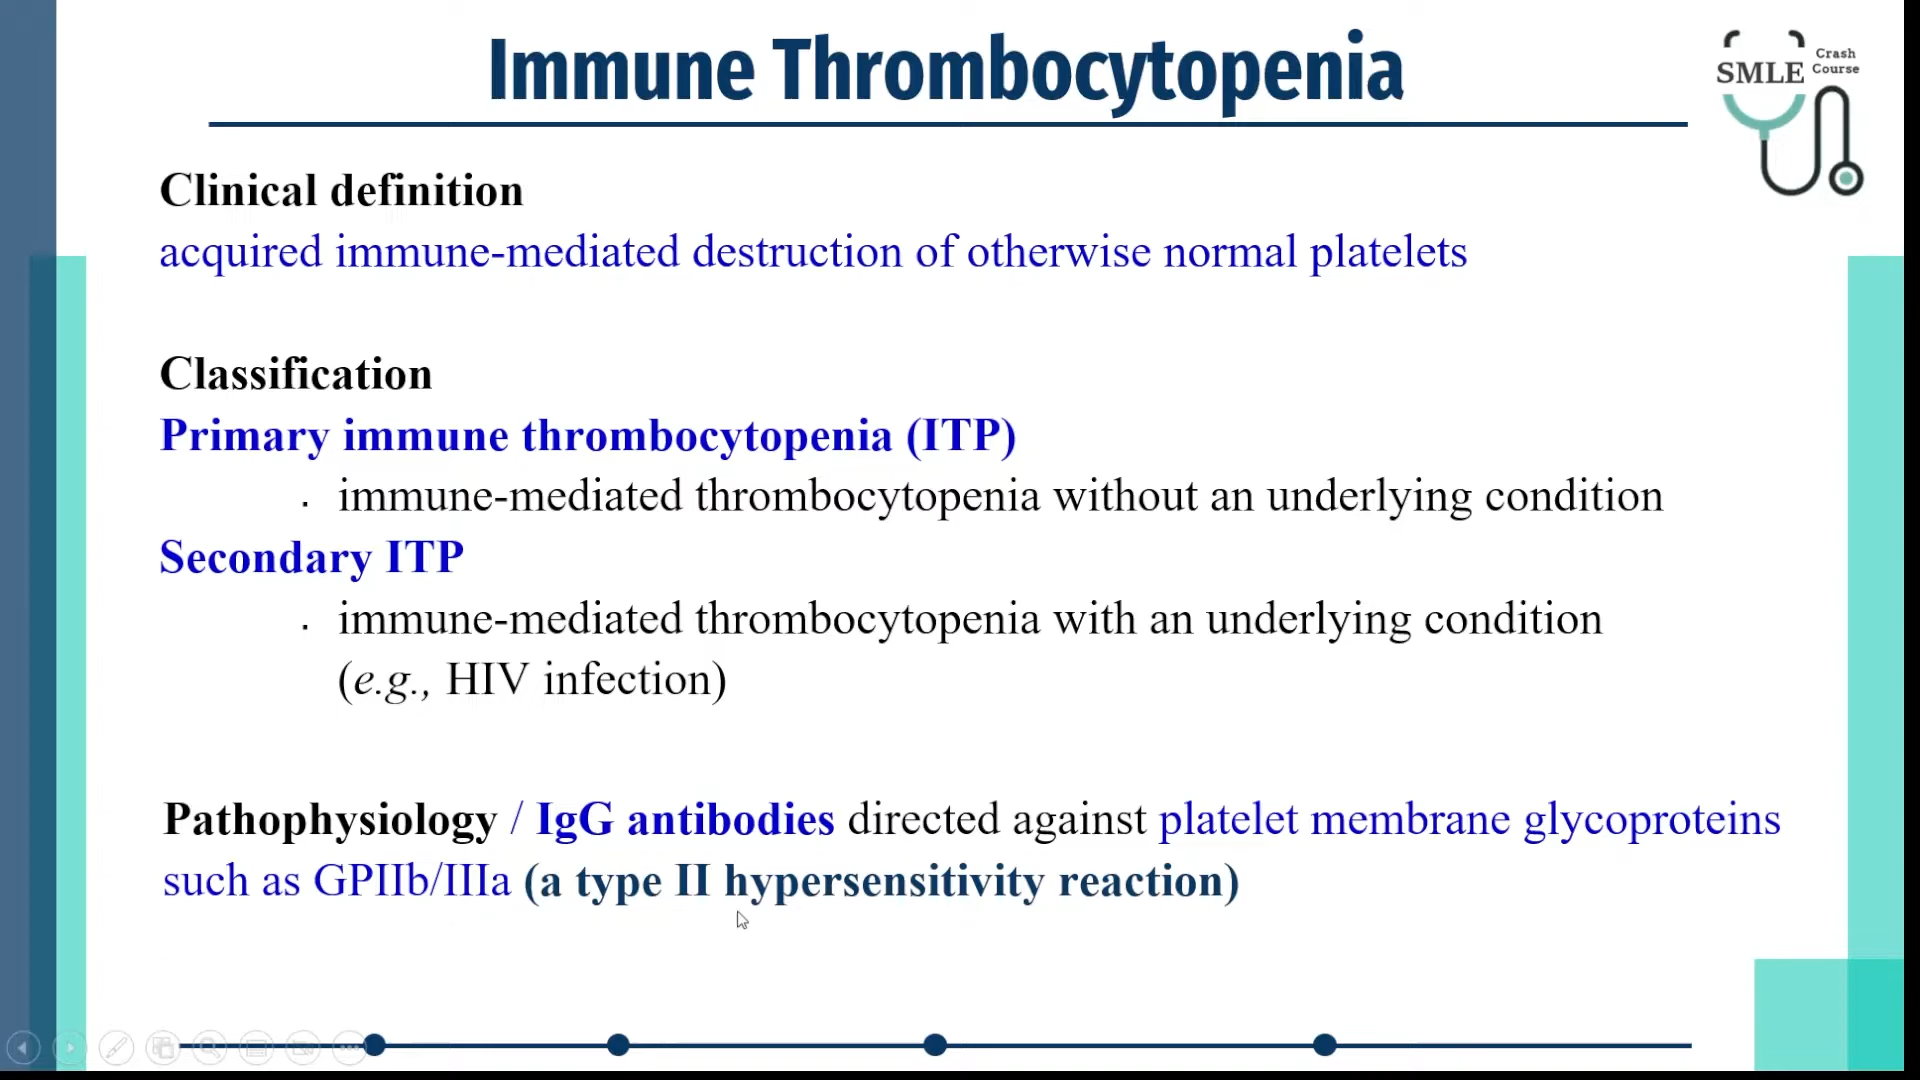 Immune Thrombocytopenia
SMLE Crash Course
Clinical definition
acquired immune-mediated destruction of otherwise normal platelets
Classification
Primary immune thrombocytopenia (ITP)
· immune-mediated thrombocytopenia without an underlying condition
Secondary ITP
· immune-mediated thrombocytopenia with an underlying condition
(e.g., HIV infection)
Pathophysiology / IgG antibodies directed against platelet membrane glycoproteins
such as GPIIb/IIIa (a type II hypersensitivity reaction)